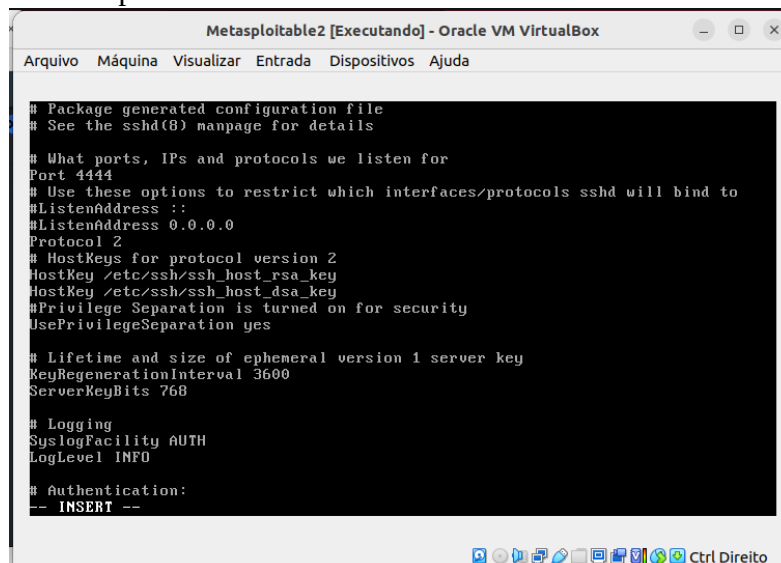 Metasploitable2 [Executando] - Oracle VM VirtualBox
Arquivo Máquina Visualizar Entrada Dispositivos Ajuda
# Package generated configuration file
# See the sshd(8) manpage for details
# What ports, IPs and protocols we listen for
Port 4444
# Use these options to restrict which interfaces/protocols sshd will bind to
#ListenAddress ::
#ListenAddress 0.0.0.0
Protocol 2
# HostKeys for protocol version 2
HostKey /etc/ssh/ssh_host_rsa_key
HostKey /etc/ssh/ssh_host_dsa_key
#Privilege Separation is turned on for security
UsePrivilegeSeparation yes
# Lifetime and size of ephemeral version 1 server key
KeyRegenerationInterval 3600
ServerKeyBits 768
# Logging
SyslogFacility AUTH
LogLevel INFO
# Authentication:
-- INSERT --
Ctrl Direito